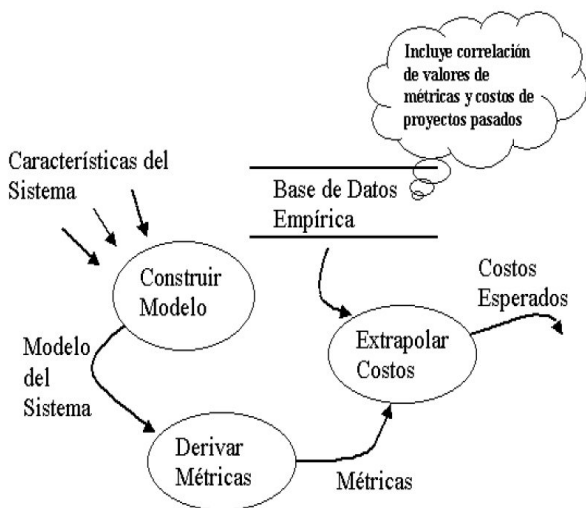 Incluye correlación
de valores de
métricas y costos de
proyectos pasados
Características del
Sistema
Base de Datos
Empírica
Construir
Modelo
Costos
Esperados
Extrapolar
Costos
Modelo
del
Sistema
Derivar
Métricas
Métricas